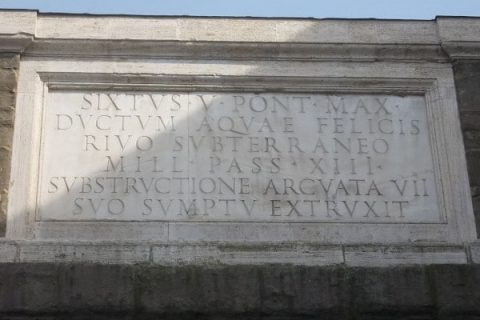 SIXTVS · V · PONT · MAX ·
DVCTVM AQVAE FELICIS
RIVO SVBTERRANEO
MILL · PASS · XIII ·
SVBSTRVCTIONE ARCVATA VII
SVO SVMPTV EXTRVXIT